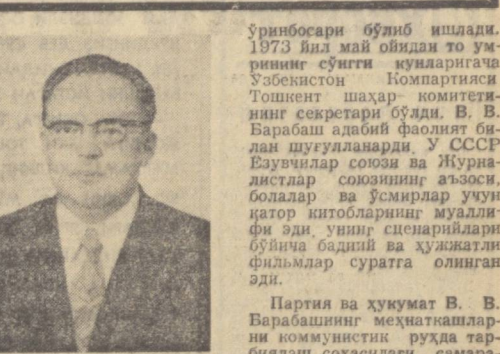 ўринбосари бўлиб ишлади.
1973 йил май ойидан то ум-
рининг сўнгги кунларигача
Ўзбекистон Компартияси
Тошкент шаҳар комитети-
нинг секретари бўлди. В. В.
Барабаш адабий фаолият би-
лан шуғулланарди. У СССР
Ёзувчилар союзи ва Журна-
листлар союзининг аъзоси,
болалар ва ўсмирлар учун
қатор китобларнинг муалли-
фи эди, унинг сценарийлари
бўйича бадиий ва ҳужжатли
фильмлар суратга олинган
эди.
Партия ва ҳукумат В. В.
Барабашнинг меҳнаткашлар-
ни коммунистик руҳда тар-
биялаш соҳасидаги самара-